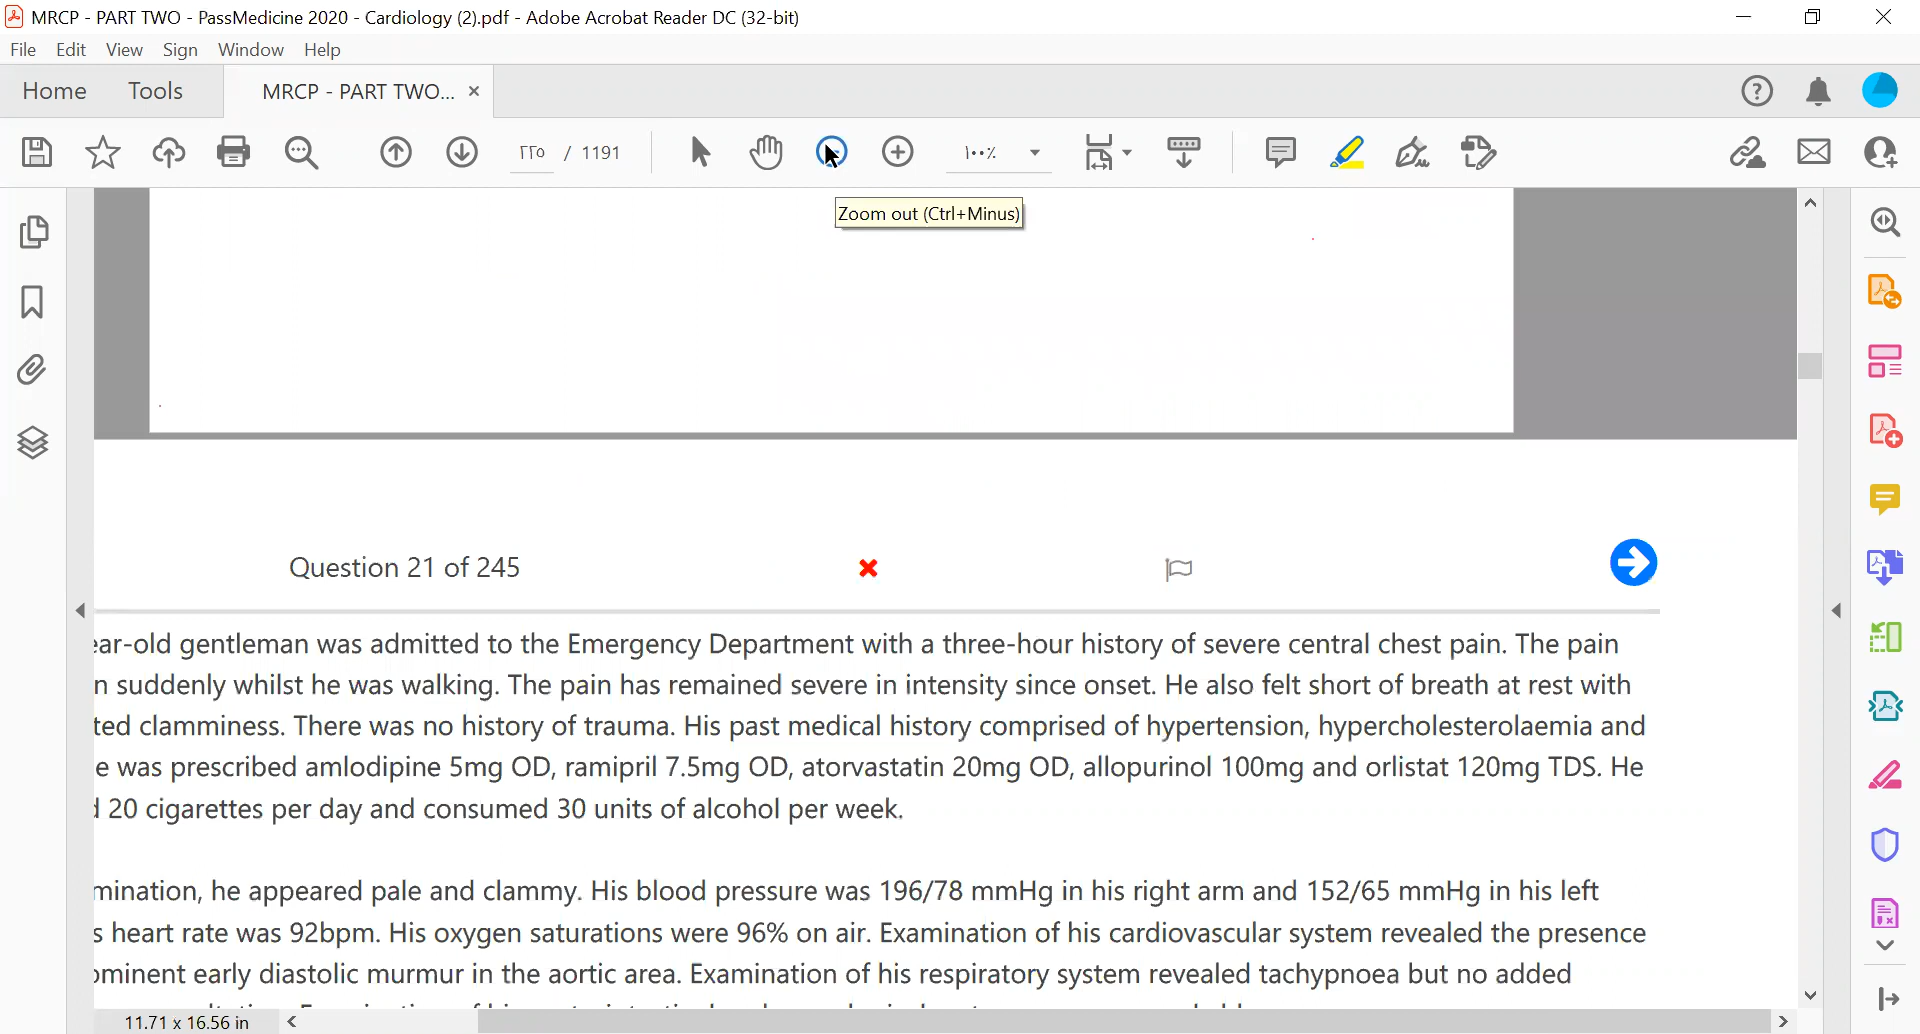 MRCP - PART TWO - PassMedicine 2020 - Cardiology (2).pdf - Adobe Acrobat Reader DC (32-bit)
File Edit View Sign Window Help
Home Tools MRCP - PART TWO... ×
٢٢٥ / 1191 ١٠٠٪
Zoom out (Ctrl+Minus)
Question 21 of 245
ar-old gentleman was admitted to the Emergency Department with a three-hour history of severe central chest pain. The pain
n suddenly whilst he was walking. The pain has remained severe in intensity since onset. He also felt short of breath at rest with
ted clamminess. There was no history of trauma. His past medical history comprised of hypertension, hypercholesterolaemia and
e was prescribed amlodipine 5mg OD, ramipril 7.5mg OD, atorvastatin 20mg OD, allopurinol 100mg and orlistat 120mg TDS. He
20 cigarettes per day and consumed 30 units of alcohol per week.
mination, he appeared pale and clammy. His blood pressure was 196/78 mmHg in his right arm and 152/65 mmHg in his left
s heart rate was 92bpm. His oxygen saturations were 96% on air. Examination of his cardiovascular system revealed the presence
ominent early diastolic murmur in the aortic area. Examination of his respiratory system revealed tachypnoea but no added
11.71 x 16.56 in